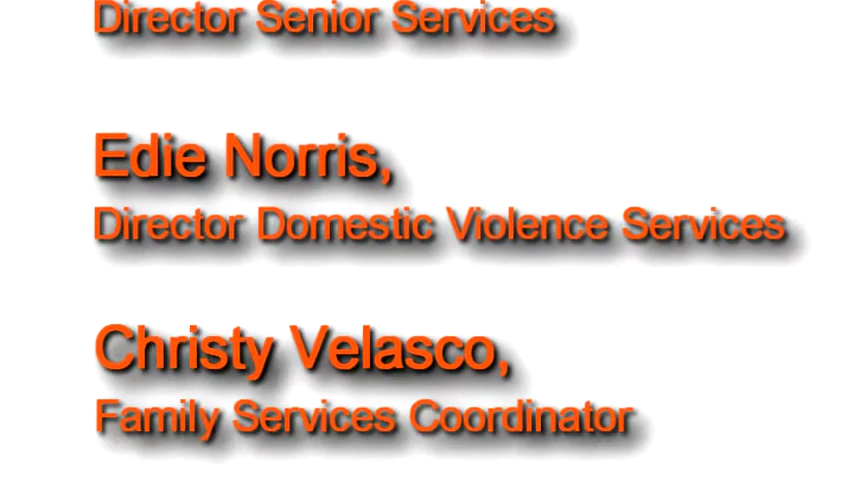 Director Senior Services
Edie Norris,
Director Domestic Violence Services
Christy Velasco,
Family Services Coordinator